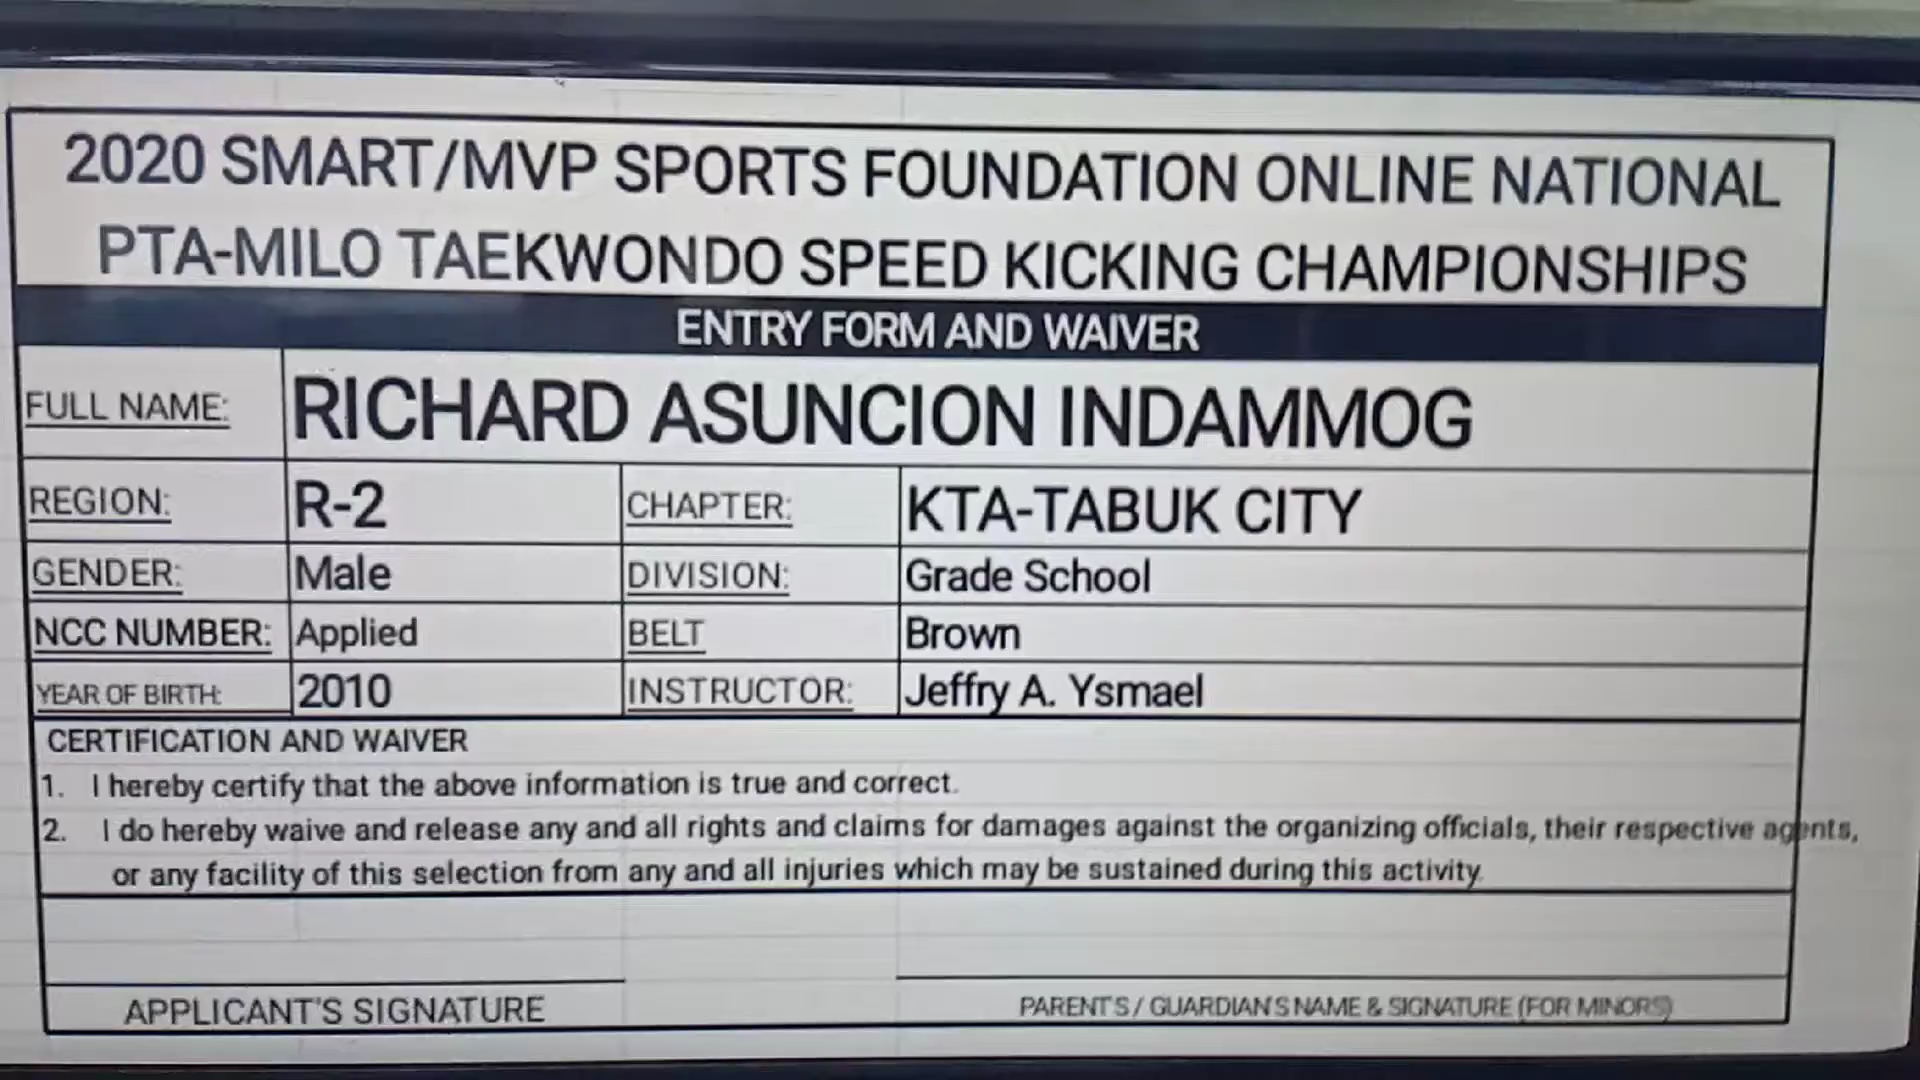 2020 SMART/MVP SPORTS FOUNDATION ONLINE NATIONAL
PTA-MILO TAEKWONDO SPEED KICKING CHAMPIONSHIPS
ENTRY FORM AND WAIVER
FULL NAME: RICHARD ASUNCION INDAMMOG
REGION: R-2 CHAPTER: KTA-TABUK CITY
GENDER: Male DIVISION: Grade School
NCC NUMBER: Applied BELT Brown
YEAR OF BIRTH: 2010 INSTRUCTOR: Jeffry A. Ysmael
CERTIFICATION AND WAIVER
1. I hereby certify that the above information is true and correct.
2. I do hereby waive and release any and all rights and claims for damages against the organizing officials, their respective agents,
or any facility of this selection from any and all injuries which may be sustained during this activity.
APPLICANT'S SIGNATURE PARENT'S / GUARDIAN'S NAME & SIGNATURE (FOR MINORS)